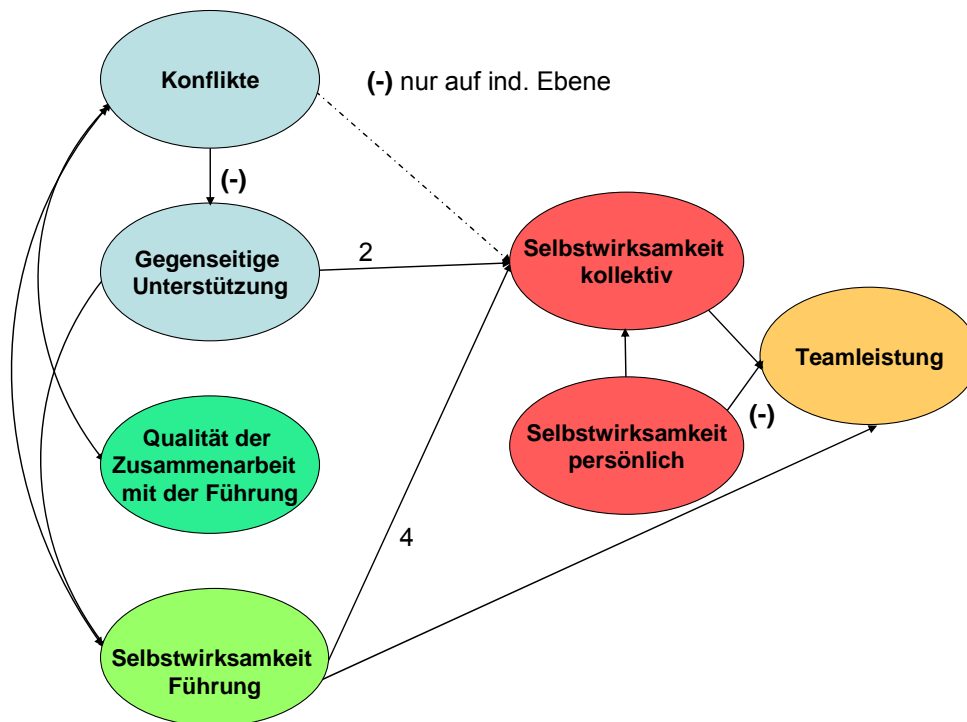 Konflikte
(-) nur auf ind. Ebene
(-)
Gegenseitige
Unterstützung
2
Selbstwirksamkeit
kollektiv
Teamleistung
Selbstwirksamkeit
persönlich
(-)
Qualität der
Zusammenarbeit
mit der Führung
4
Selbstwirksamkeit
Führung